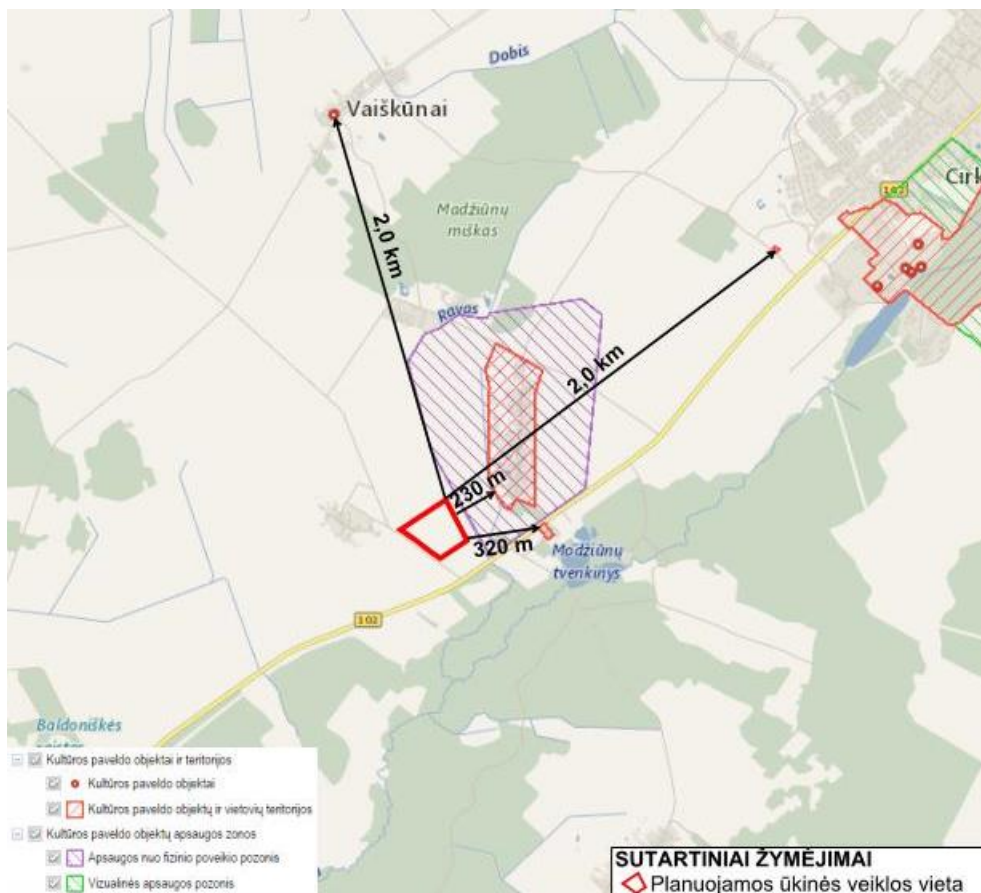 Dobis
Vaiškūnai
102
Cirk
Madžiūnų
miškas
2,0 km
Ravas
2,0 km
230 m
320 m
Modžiūnų
tvenkinys
102
Baldoniškės
Kultūros paveldo objektai ir teritorijos
Kultūros paveldo objektai
Kultūros paveldo objektų ir vietovių teritorijos
Kultūros paveldo objektų apsaugos zonos
Apsaugos nuo fizinio poveikio pozonis
Vizualinės apsaugos pozonis
SUTARTINIAI ŽYMĖJIMAI
Planuojamos ūkinės veiklos vieta